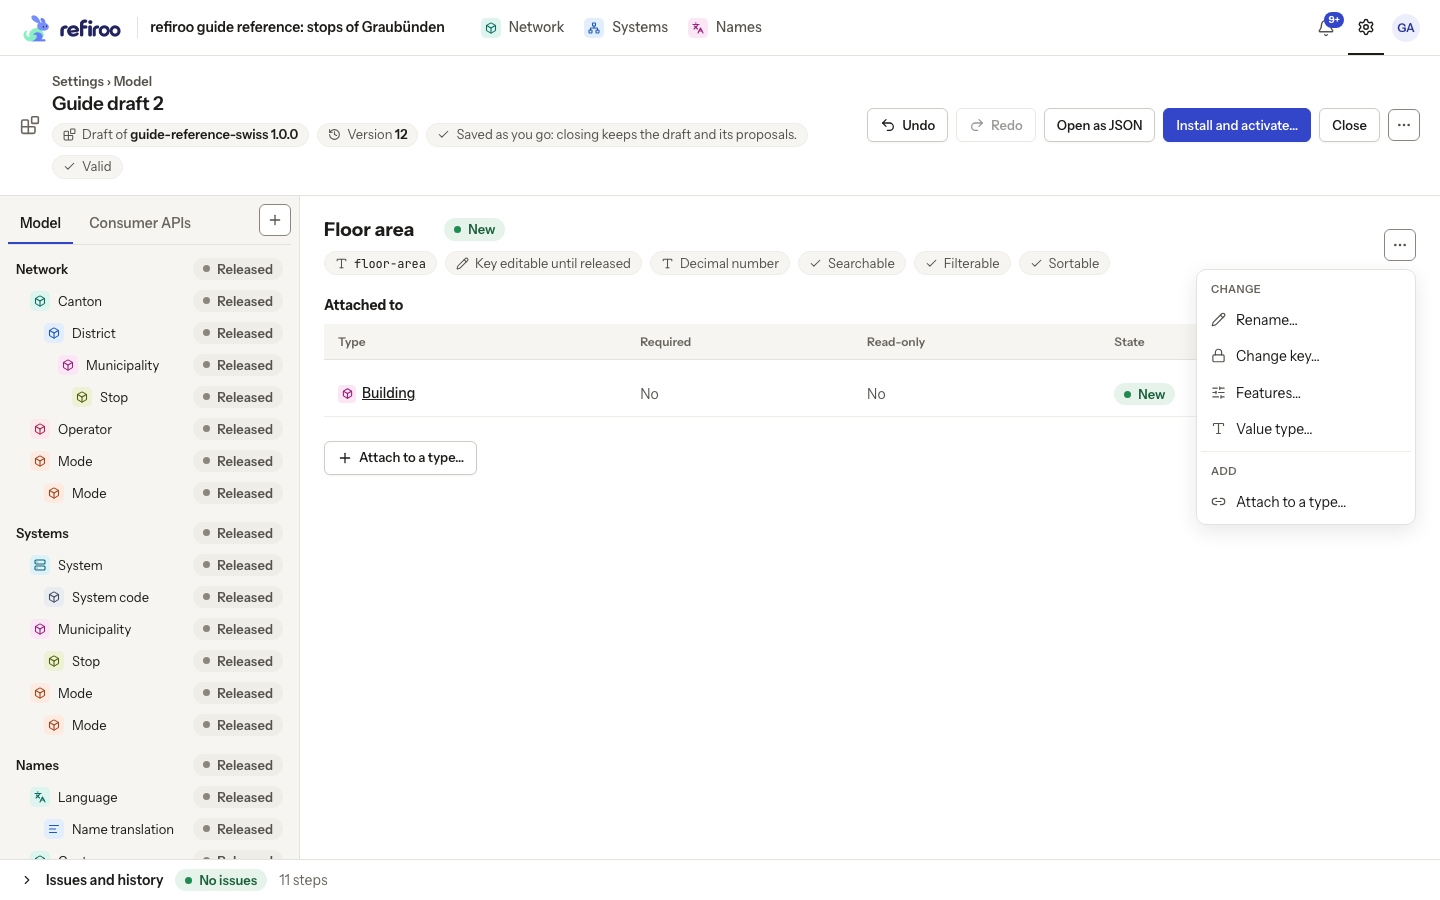 refiroo
refiroo guide reference: stops of Graubünden
Network
Systems
Names
9+
GA
Settings › Model
Guide draft 2
Draft of guide-reference-swiss 1.0.0
Version 12
Saved as you go: closing keeps the draft and its proposals.
Valid
Undo
Redo
Open as JSON
Install and activate...
Close
Model
Consumer APIs
Network Released
Canton Released
District Released
Municipality Released
Stop Released
Operator Released
Mode Released
Mode Released
Systems Released
System Released
System code Released
Municipality Released
Stop Released
Mode Released
Mode Released
Names Released
Language Released
Name translation Released
Floor area
New
floor-area
Key editable until released
Decimal number
Searchable
Filterable
Sortable
Attached to
Type Required Read-only State
Building No No New
Attach to a type...
CHANGE
Rename...
Change key...
Features...
Value type...
ADD
Attach to a type...
Issues and history
No issues
11 steps